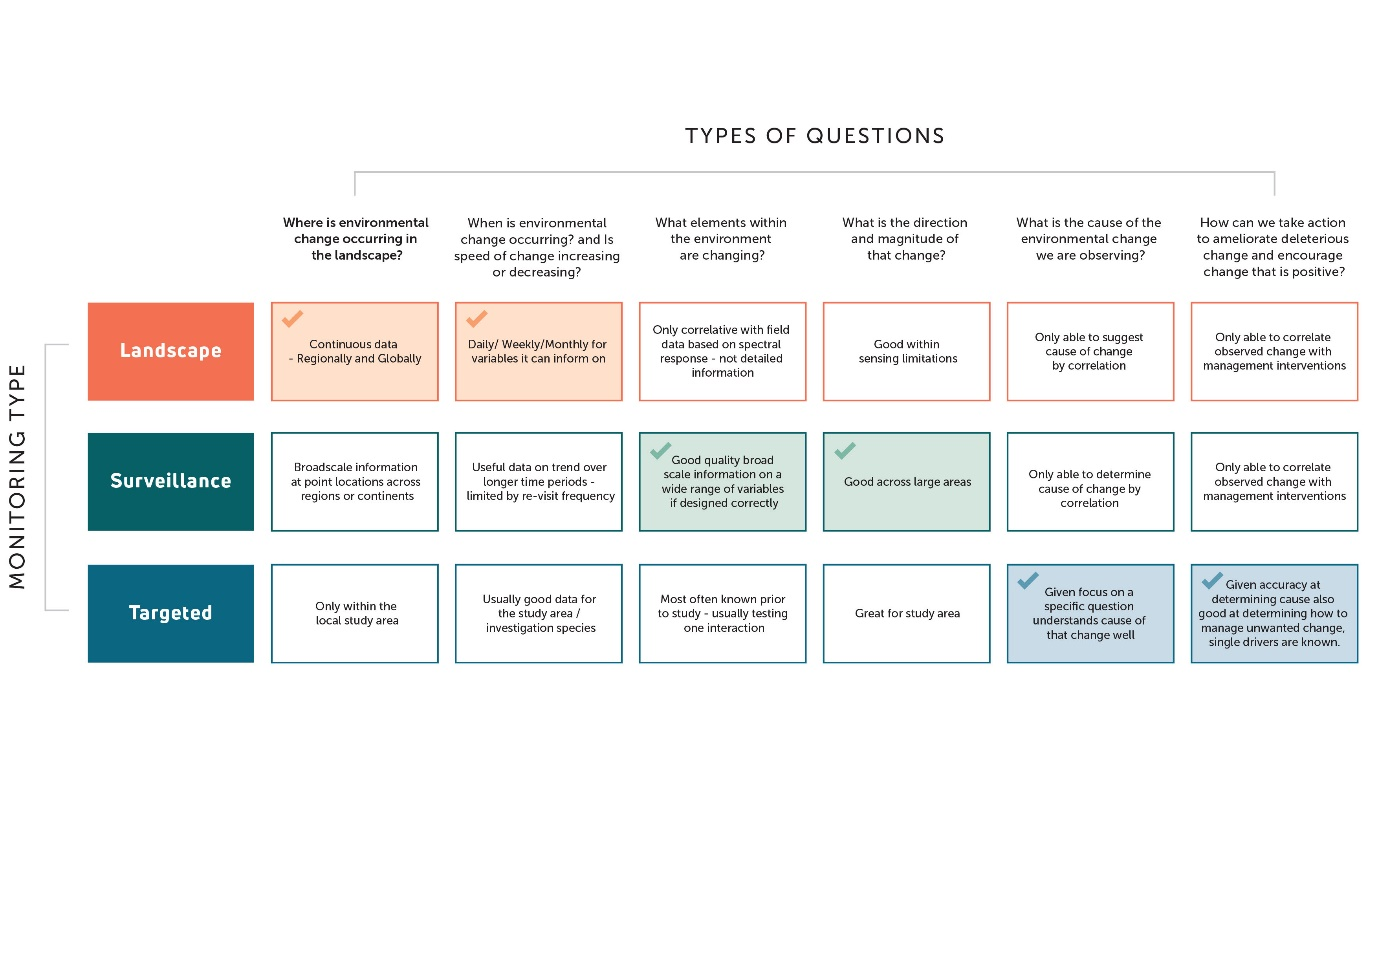 TYPES OF QUESTIONS
Where is environmental
change occurring in
the landscape?
When is environmental
change occurring? and Is
speed of change increasing
or decreasing?
What elements within
the environment
are changing?
What is the direction
and magnitude of
that change?
What is the cause of the
environmental change
we are observing?
How can we take action
to ameliorate deleterious
change and encourage
change that is positive?
MONITORING TYPE
Landscape
Continuous data
- Regionally and Globally
Daily/ Weekly/Monthly for
variables it can inform on
Only correlative with field
data based on spectral
response - not detailed
information
Good within
sensing limitations
Only able to suggest
cause of change
by correlation
Only able to correlate
observed change with
management interventions
Surveillance
Broadscale information
at point locations across
regions or continents
Useful data on trend over
longer time periods -
limited by re-visit frequency
Good quality broad
scale information on a
wide range of variables
if designed correctly
Good across large areas
Only able to determine
cause of change by
correlation
Only able to correlate
observed change with
management interventions
Targeted
Only within the
local study area
Usually good data for
the study area /
investigation species
Most often known prior
to study - usually testing
one interaction
Great for study area
Given focus on a
specific question
understands cause of
that change well
Given accuracy at
determining cause also
good at determining how to
manage unwanted change,
single drivers are known.